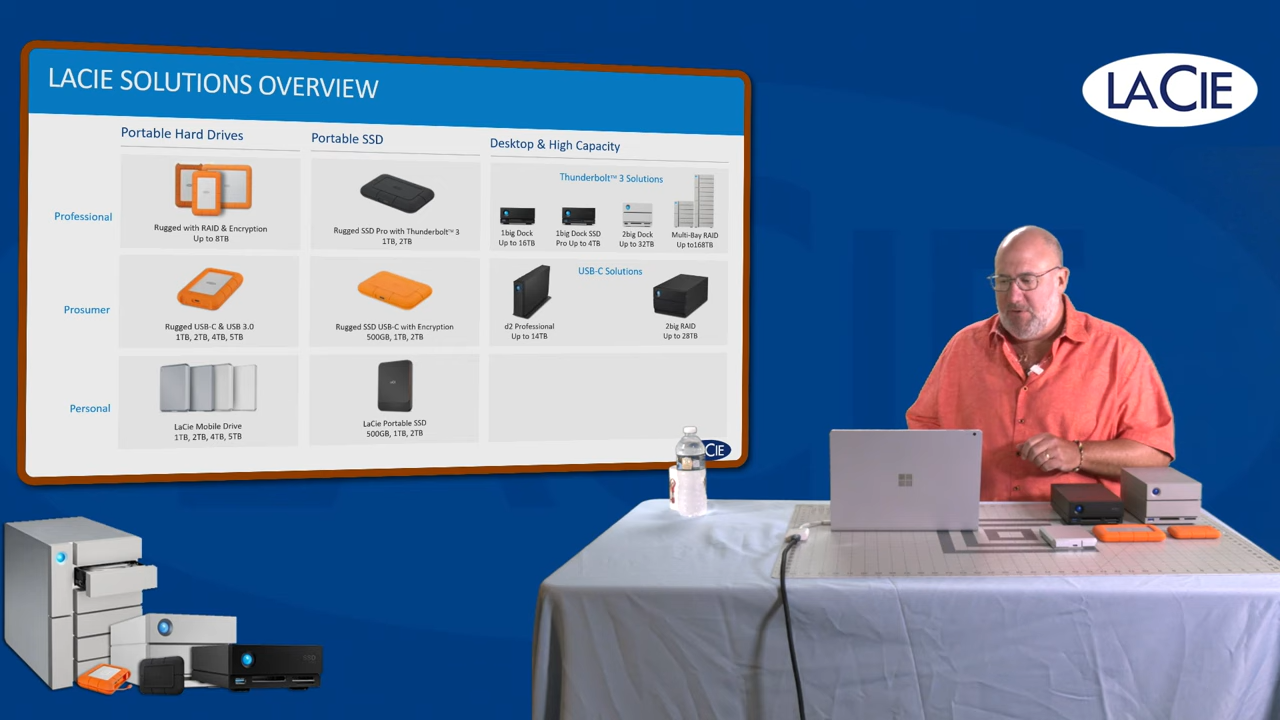 LACIE SOLUTIONS OVERVIEW
LACIE
Portable Hard Drives
Portable SSD
Desktop & High Capacity
Professional
Rugged with RAID & Encryption
Up to 8TB
Rugged SSD Pro with Thunderbolt™ 3
1TB, 2TB
Thunderbolt™ 3 Solutions
1big Dock
Up to 16TB
1big Dock SSD
Pro Up to 4TB
2big Dock
Up to 32TB
Multi-Bay RAID
Up to168TB
Prosumer
Rugged USB-C & USB 3.0
1TB, 2TB, 4TB, 5TB
Rugged SSD USB-C with Encryption
500GB, 1TB, 2TB
USB-C Solutions
d2 Professional
Up to 14TB
2big RAID
Up to 28TB
Personal
LaCie Mobile Drive
1TB, 2TB, 4TB, 5TB
LaCie Portable SSD
500GB, 1TB, 2TB
CIE